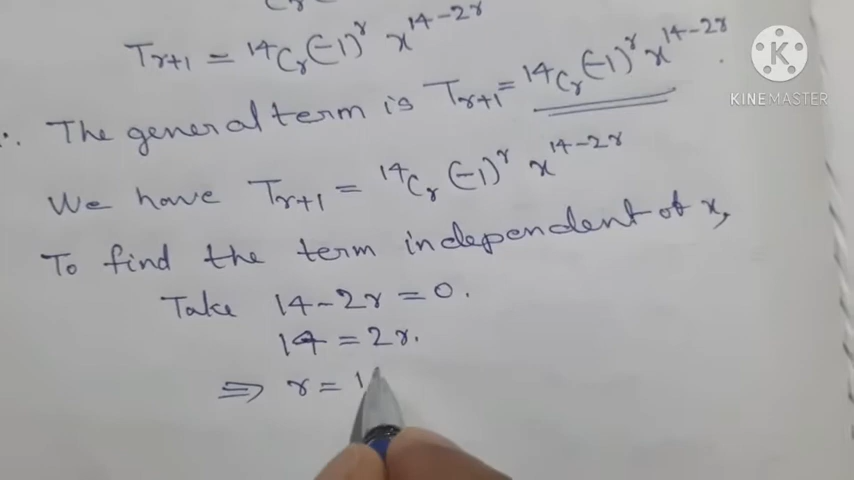 Tr+1 = ¹⁴Cr (-1)^r x^14-2r
∴ The general term is Tr+1 = ¹⁴Cr (-1)^r x^14-2r.
We have Tr+1 = ¹⁴Cr (-1)^r x^14-2r
To find the term independent of x,
Take 14-2r = 0.
14 = 2r.
⇒ r = 1
KINEMASTER